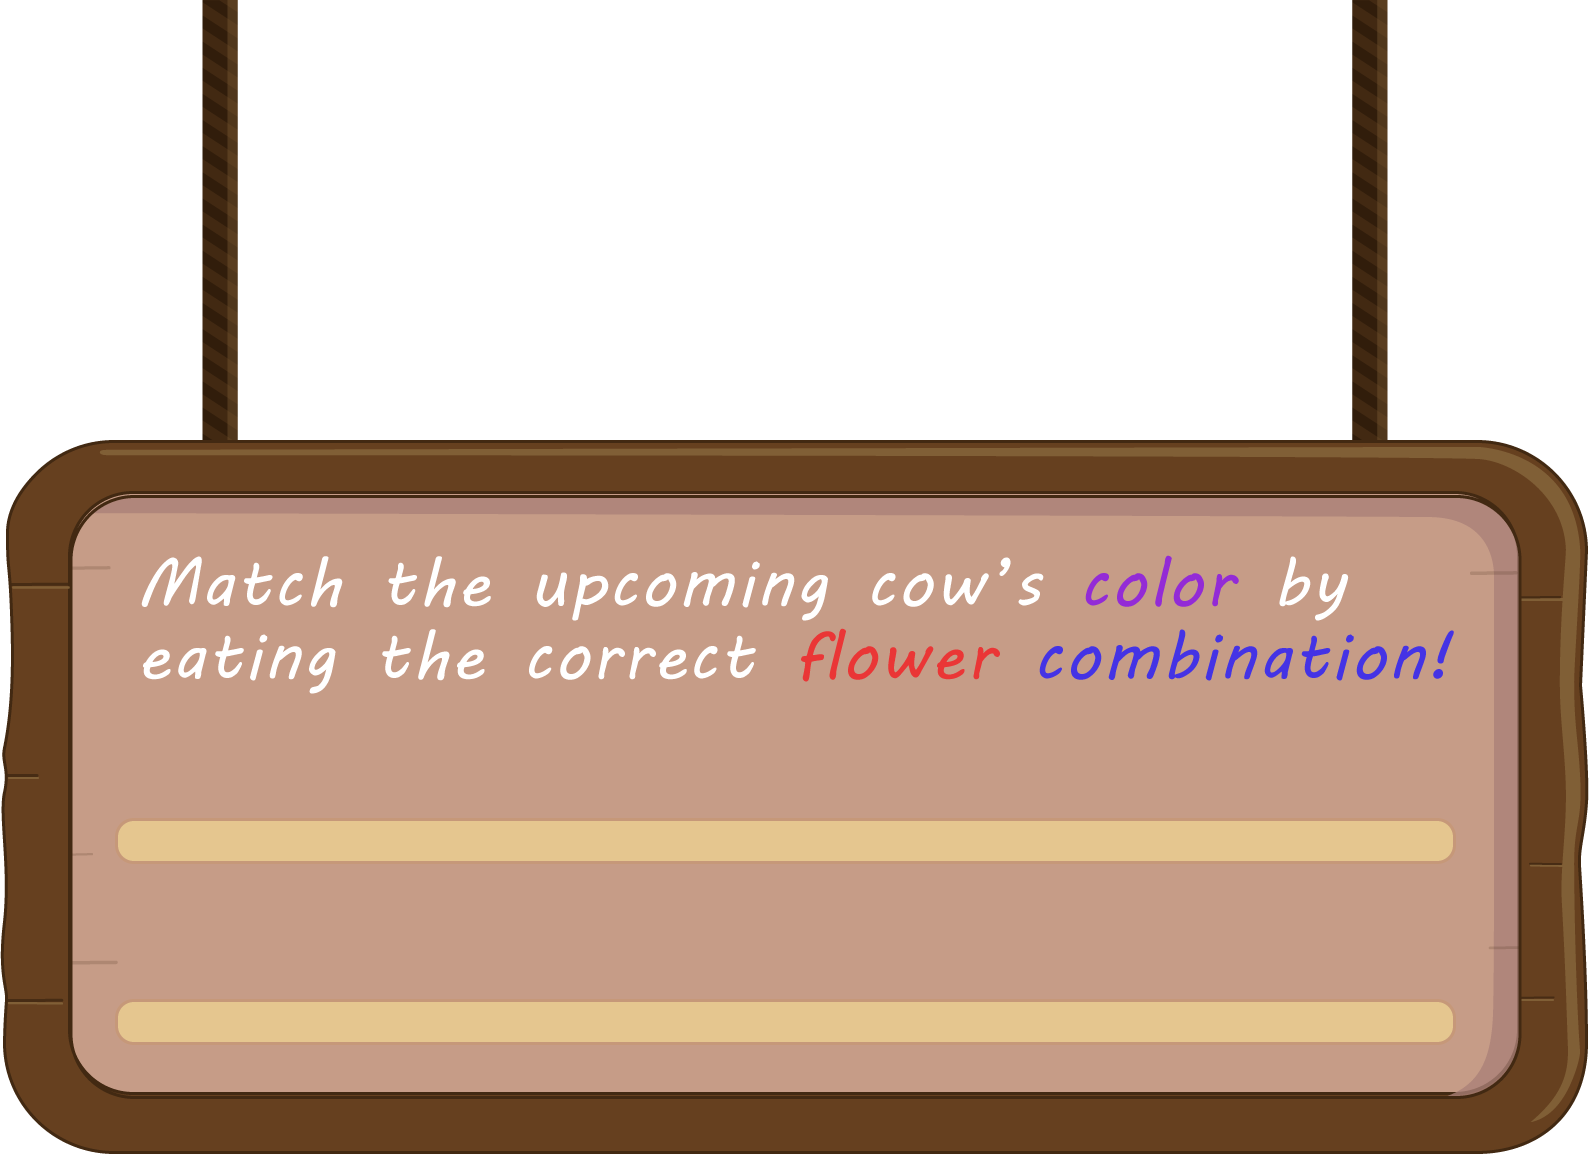 Match the upcoming cow’s color by
eating the correct flower combination!